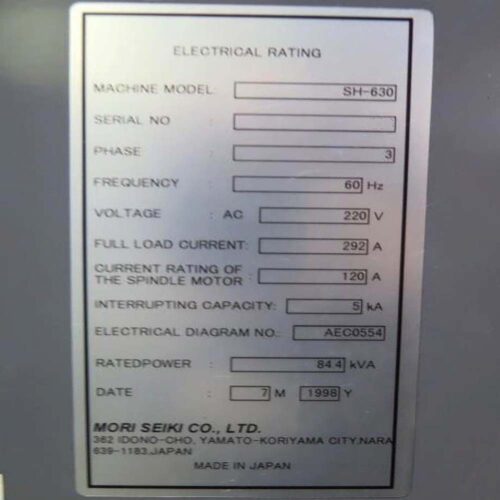 ELECTRICAL RATING
MACHINE MODEL: SH-630
SERIAL NO :
PHASE : 3
FREQUENCY : 60 Hz
VOLTAGE : AC 220 V
FULL LOAD CURRENT: 292 A
CURRENT RATING OF
THE SPINDLE MOTOR : 120 A
INTERRUPTING CAPACITY: 5 kA
ELECTRICAL DIAGRAM NO.: AEC0554
RATEDPOWER : 84.4 kVA
DATE : 7 M 1998 Y
MORI SEIKI CO., LTD.
362 IDONO-CHO, YAMATO-KORIYAMA CITY,NARA
639-1183,JAPAN
MADE IN JAPAN